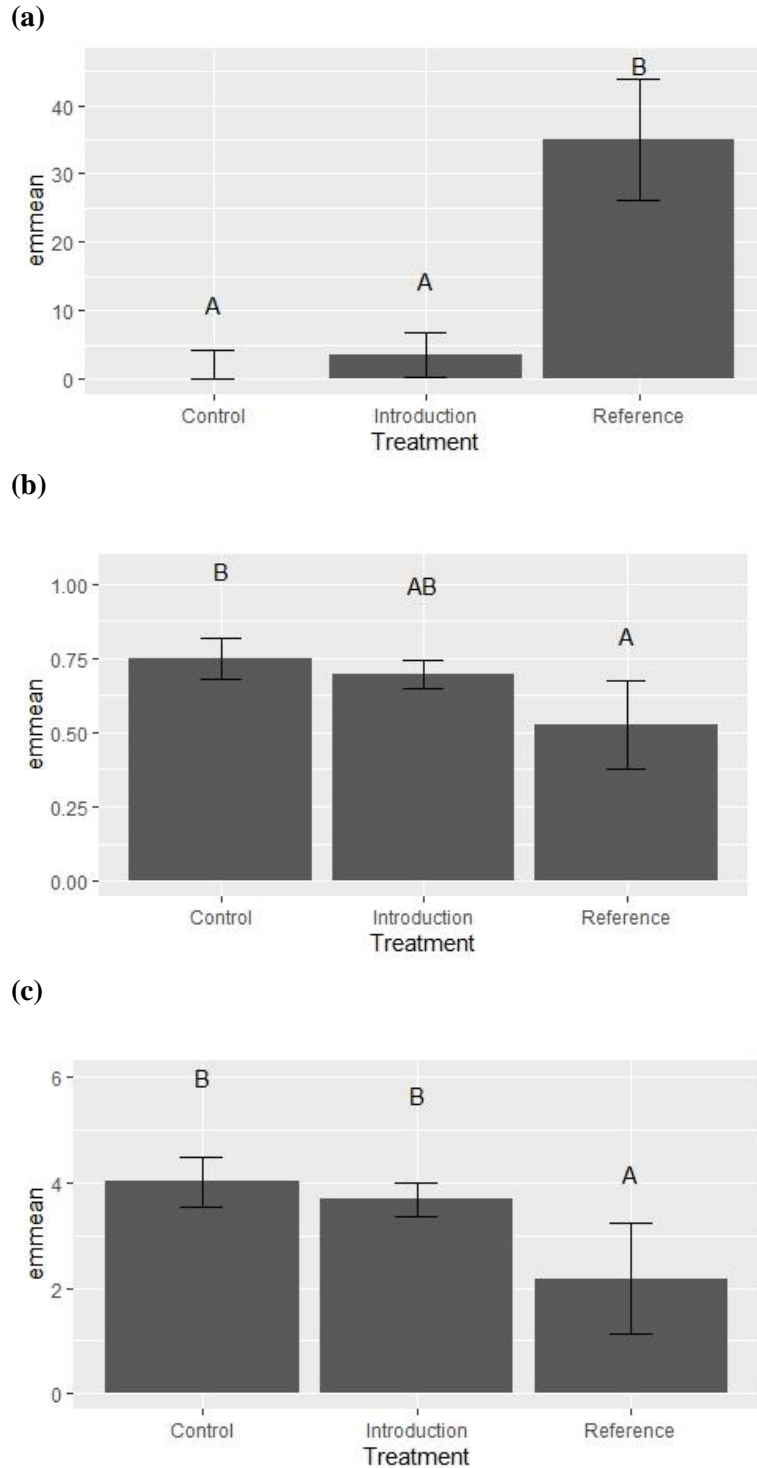 (a)
B
40
30
20
10
0
emmean
A
A
Control Introduction Reference
Treatment
(b)
B
AB
A
1.00
0.75
0.50
0.25
0.00
emmean
Control Introduction Reference
Treatment
(c)
B
B
A
6
4
2
0
emmean
Control Introduction Reference
Treatment